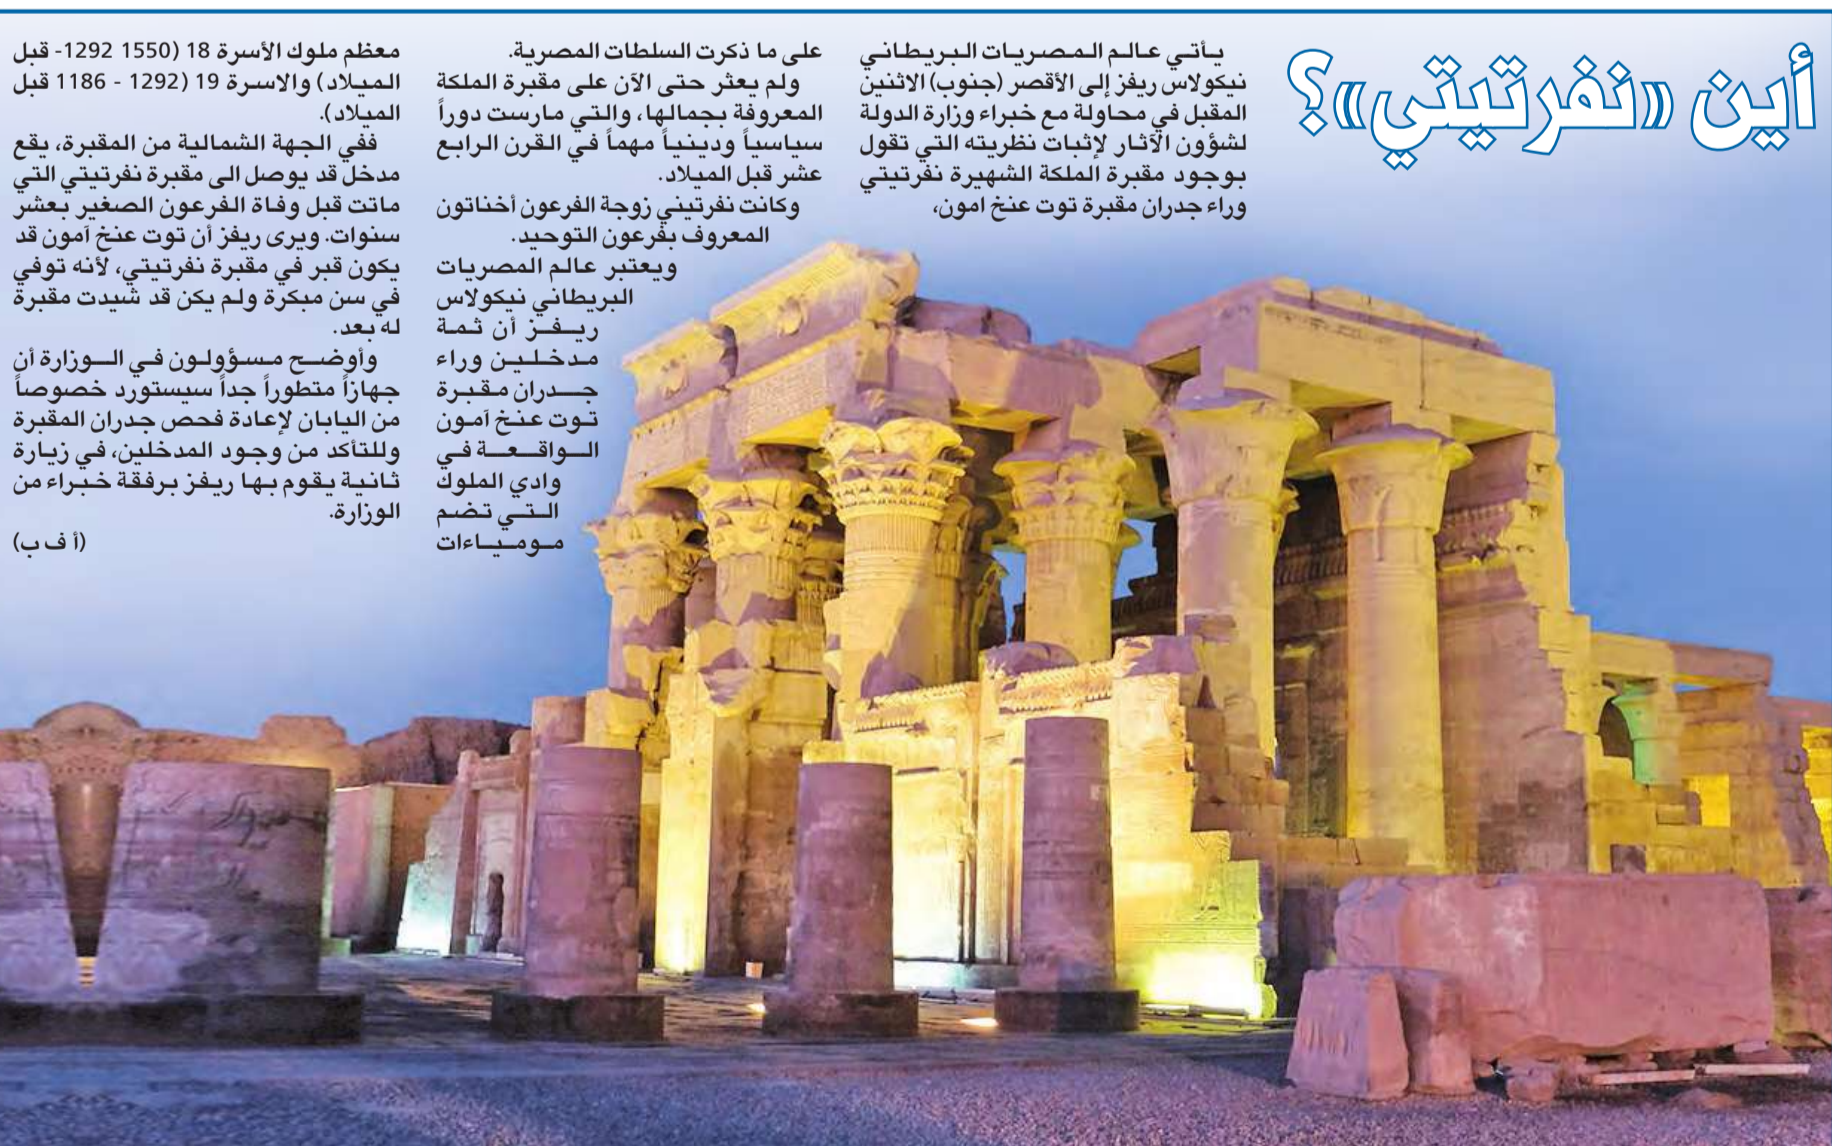 أين «نفرتيتي»؟
يأتي عالم المصريات البريطاني
نيكولاس ريفز إلى الأقصر (جنوب) الاثنين
المقبل في محاولة مع خبراء وزارة الدولة
لشؤون الآثار لإثبات نظريته التي تقول
بوجود مقبرة الملكة الشهيرة نفرتيتي
وراء جدران مقبرة توت عنخ امون،
على ما ذكرت السلطات المصرية.
ولم يعثر حتى الآن على مقبرة الملكة
المعروفة بجمالها، والتي مارست دوراً
سياسياً ودينياً مهماً في القرن الرابع
عشر قبل الميلاد.
وكانت نفرتيتي زوجة الفرعون أخناتون
المعروف بفرعون التوحيد.
ويعتبر عالم المصريات
البريطاني نيكولاس
ريفز أن ثمة
مدخلين وراء
جدران مقبرة
توت عنخ آمون
الواقعة في
وادي الملوك
التي تضم
مومياءات
معظم ملوك الأسرة 18 (1550 1292- قبل
الميلاد) والاسرة 19 (1292 - 1186 قبل
الميلاد).
ففي الجهة الشمالية من المقبرة، يقع
مدخل قد يوصل الى مقبرة نفرتيتي التي
ماتت قبل وفاة الفرعون الصغير بعشر
سنوات. ويرى ريفز أن توت عنخ آمون قد
يكون قبر في مقبرة نفرتيتي، لأنه توفي
في سن مبكرة ولم يكن قد شيدت مقبرة
له بعد.
وأوضح مسؤولون في الوزارة أن
جهازاً متطوراً جداً سيستورد خصوصاً
من اليابان لإعادة فحص جدران المقبرة
وللتأكد من وجود المدخلين، في زيارة
ثانية يقوم بها ريفز برفقة خبراء من
الوزارة.
(أ ف ب)